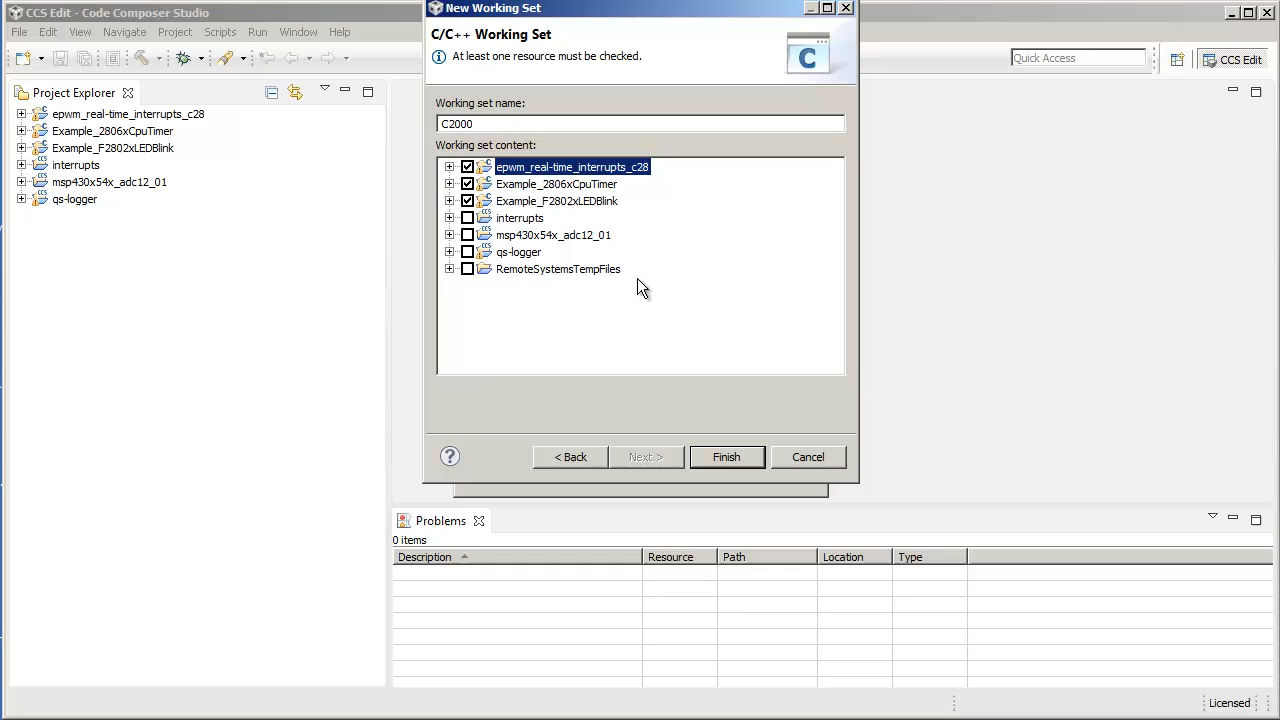 CCS Edit - Code Composer Studio
File Edit View Navigate Project Scripts Run Window Help
Quick Access
CCS Edit
Project Explorer
epwm_real-time_interrupts_c28
Example_2806xCpuTimer
Example_F2802xLEDBlink
interrupts
msp430x54x_adc12_01
qs-logger
New Working Set
C/C++ Working Set
At least one resource must be checked.
C
Working set name:
C2000
Working set content:
epwm_real-time_interrupts_c28
Example_2806xCpuTimer
Example_F2802xLEDBlink
interrupts
msp430x54x_adc12_01
qs-logger
RemoteSystemsTempFiles
?
< Back Next > Finish Cancel
Problems
0 items
Description Resource Path Location Type
Licensed